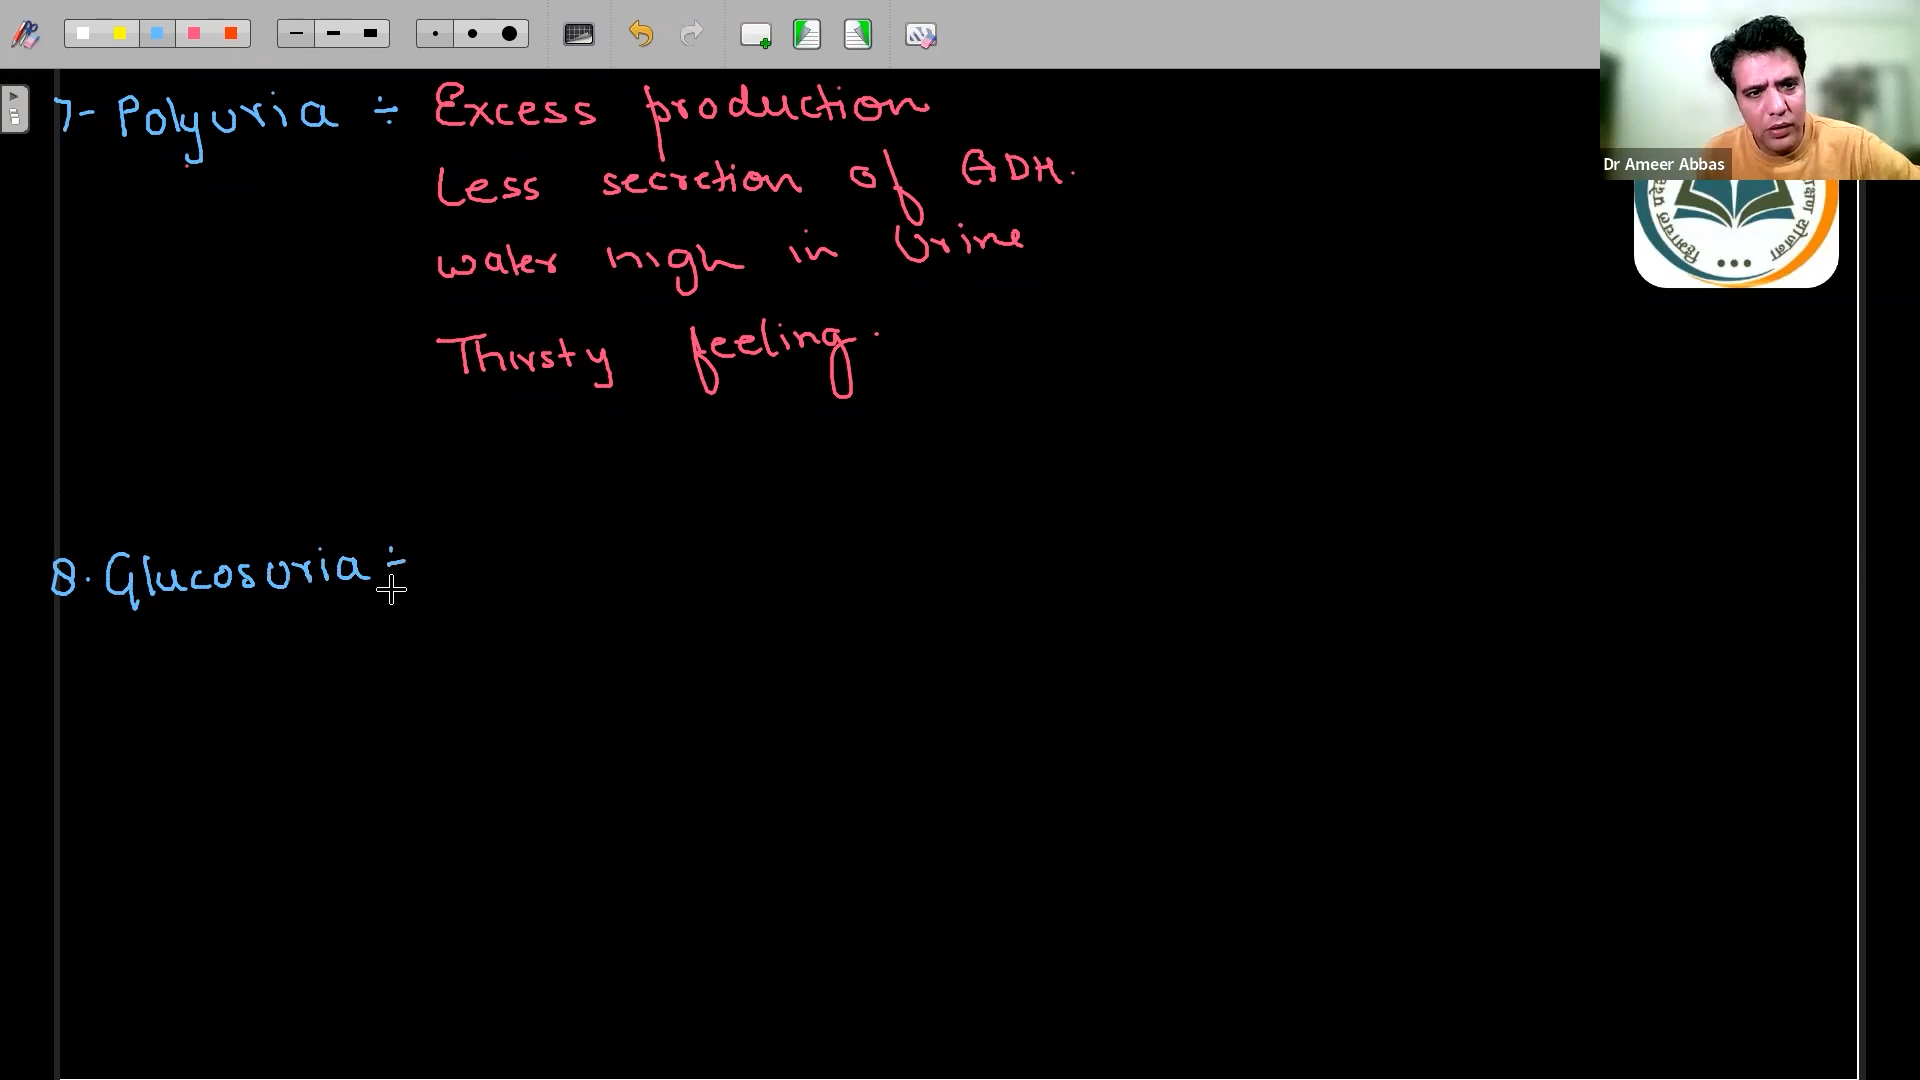 7- Polyuria ÷ Excess production
Less secretion of ADH.
water high in Urine
Thirsty feeling.
8. Glucosuria ÷
Dr Ameer Abbas